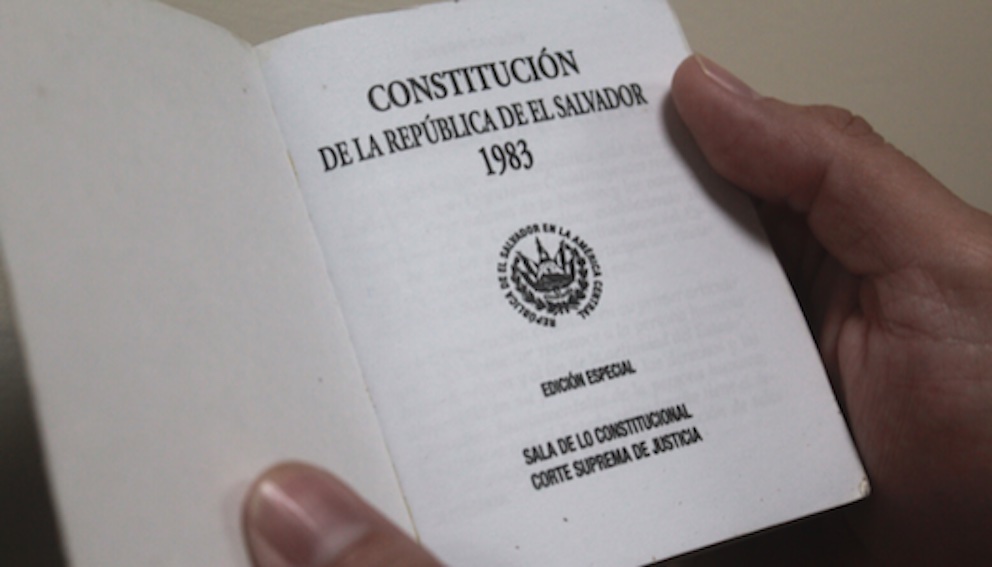 CONSTITUCIÓN
DE LA REPÚBLICA DE EL SALVADOR
1983
REPÚBLICA DE EL SALVADOR EN LA AMÉRICA CENTRAL
EDICIÓN ESPECIAL
SALA DE LO CONSTITUCIONAL
CORTE SUPREMA DE JUSTICIA